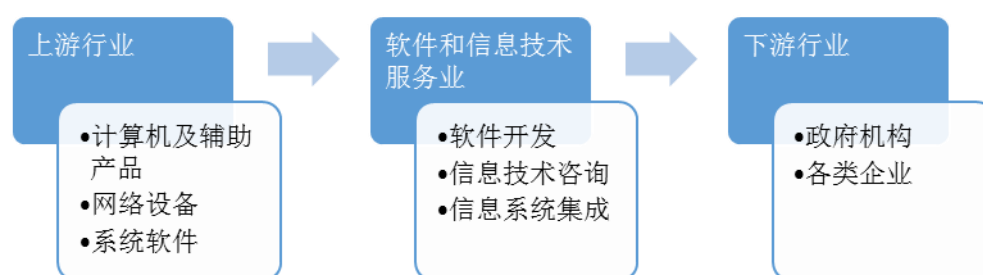 上游行业
•计算机及辅助
产品
•网络设备
•系统软件
软件和信息技术
服务业
•软件开发
•信息技术咨询
•信息系统集成
下游行业
•政府机构
•各类企业